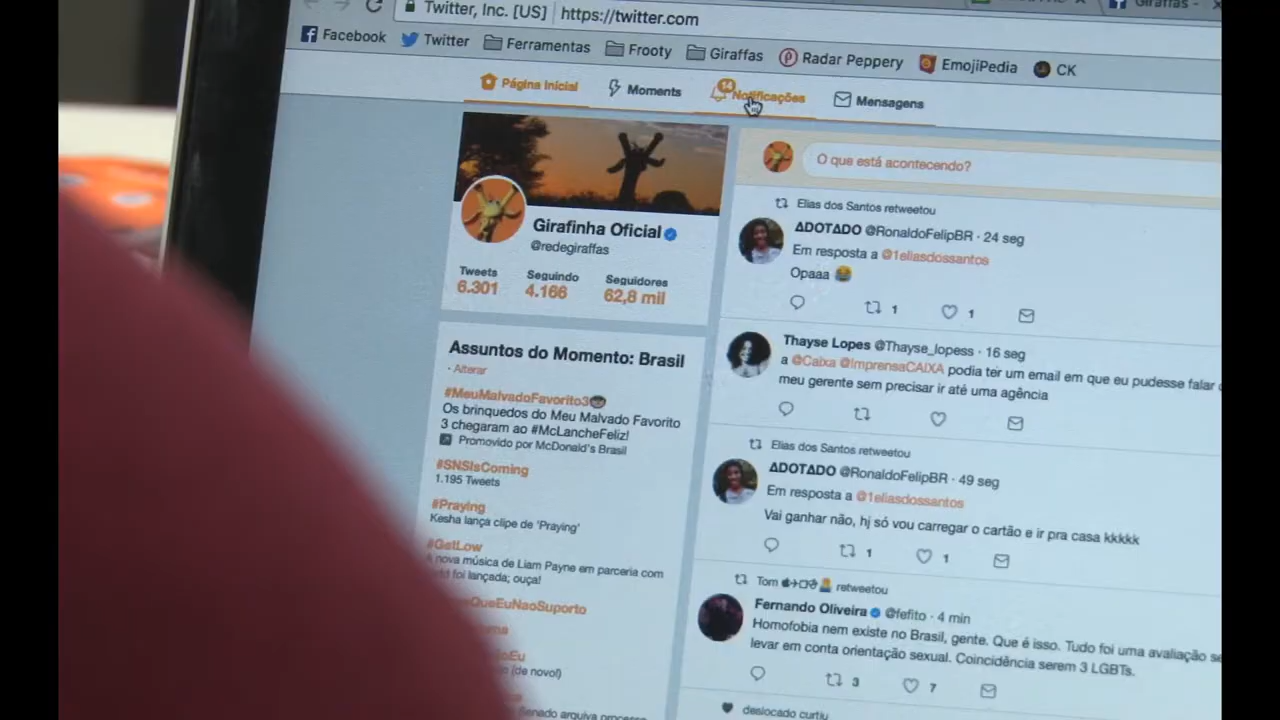 Giraffas -
Twitter, Inc. [US] https://twitter.com
Facebook Twitter Ferramentas Frooty Giraffas Radar Peppery EmojiPedia CK
Página Inicial Moments Notificações Mensagens
Girafinha Oficial
@redegiraffas
Tweets Seguindo Seguidores
6.301 4.166 62,8 mil
Assuntos do Momento: Brasil
· Alterar
#MeuMalvadoFavorito3
Os brinquedos do Meu Malvado Favorito
3 chegaram ao #McLancheFeliz!
Promovido por McDonald's Brasil
#SNSIsComing
1.195 Tweets
#Praying
Kesha lança clipe de 'Praying'
#GetLow
A nova música de Liam Payne em parceria com
foi lançada; ouça!
(de novo!)
arquiva processo
O que está acontecendo?
Elias dos Santos retweetou
ΔDOTΔDO @RonaldoFelipBR · 24 seg
Em resposta a @1eliasdossantos
Opaaa 😂
1 1
Thayse Lopes @Thayse_lopess · 16 seg
a @Caixa @ImprensaCAIXA podia ter um email em que eu pudesse falar
meu gerente sem precisar ir até uma agência
Elias dos Santos retweetou
ΔDOTΔDO @RonaldoFelipBR · 49 seg
Em resposta a @1eliasdossantos
Vai ganhar não, hj só vou carregar o cartão e ir pra casa kkkkk
1 1
Tom retweetou
Fernando Oliveira @fefito · 4 min
Homofobia nem existe no Brasil, gente. Que é isso. Tudo foi uma avaliação
levar em conta orientação sexual. Coincidência serem 3 LGBTs.
3 7
deslocado curtiu